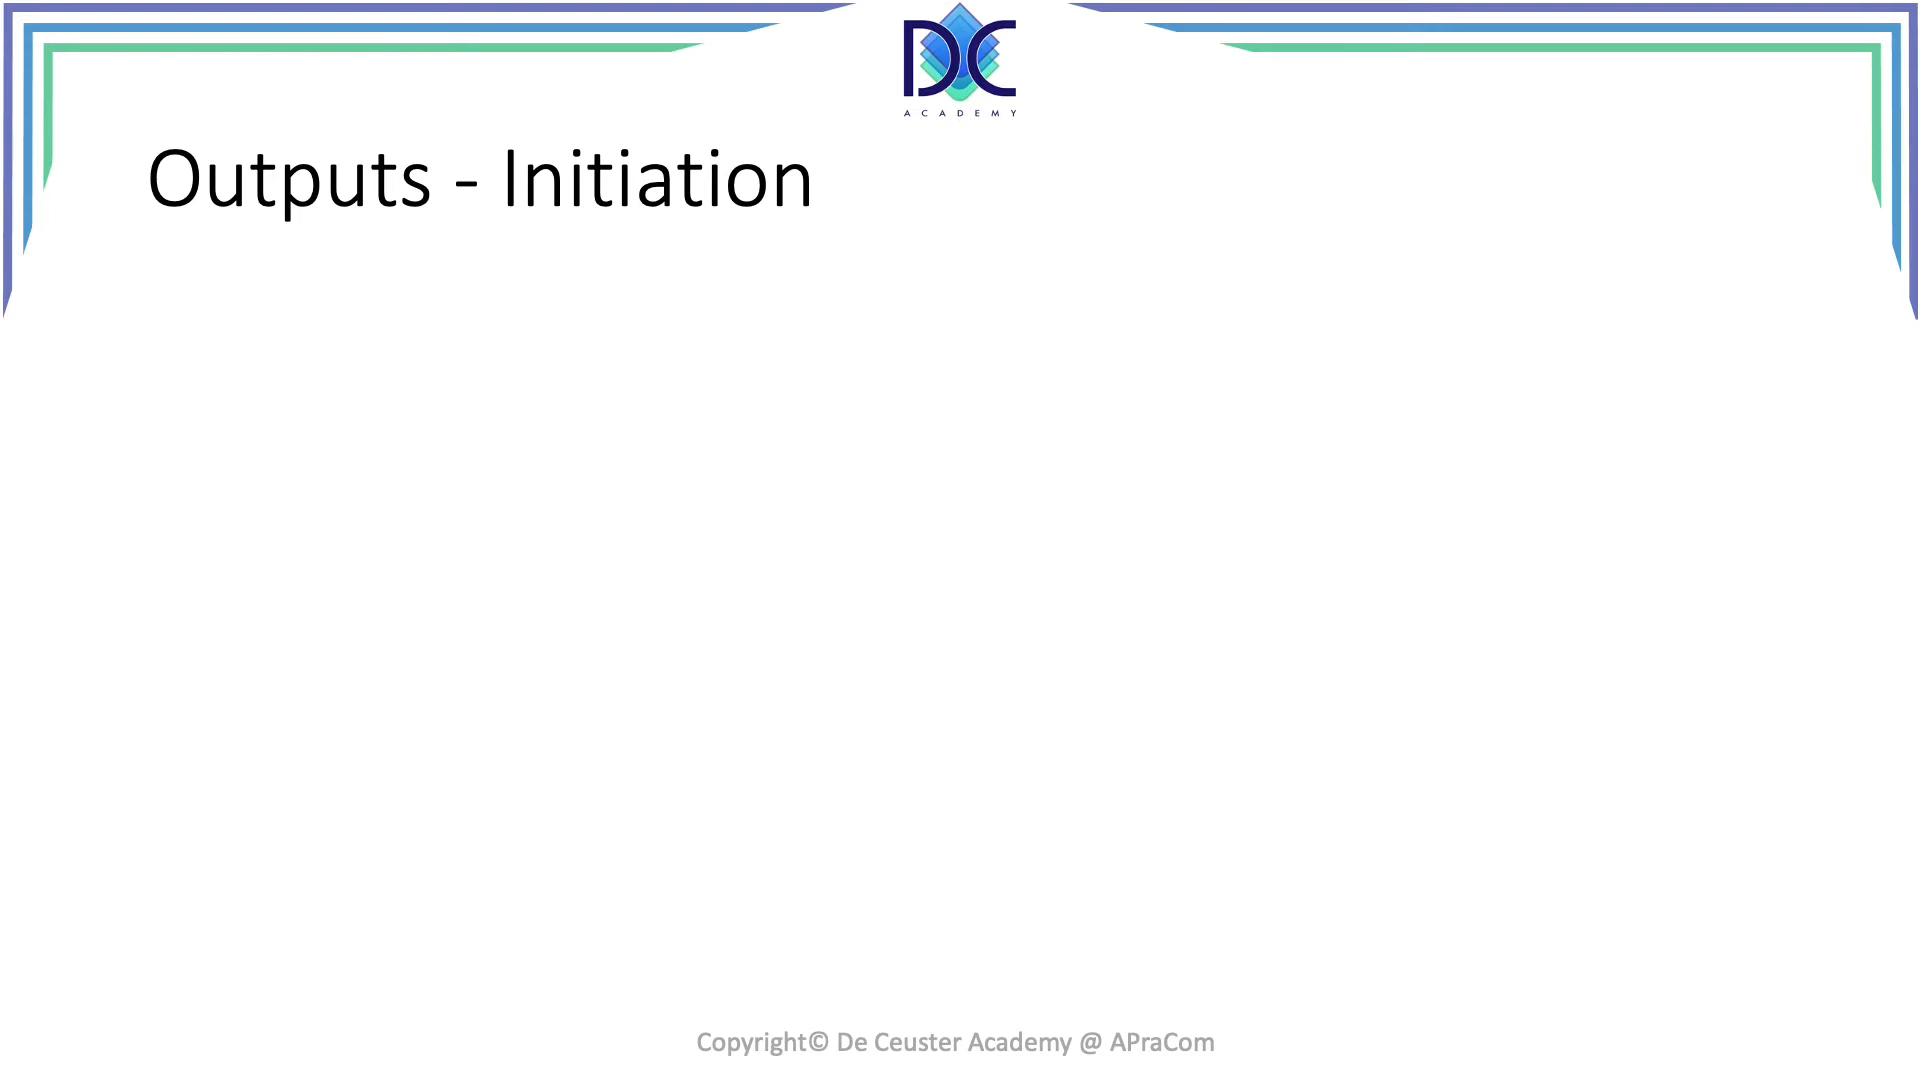 DC
ACADEMY
Outputs - Initiation
Copyright© De Ceuster Academy @ APraCom